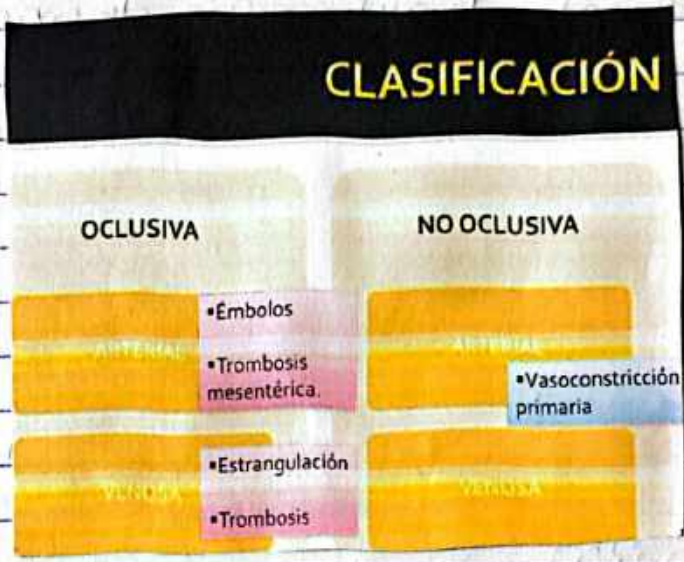 CLASIFICACIÓN
OCLUSIVA
ARTERIAL
▪Émbolos
▪Trombosis
mesentérica.
VENOSA
▪Estrangulación
▪Trombosis
NO OCLUSIVA
ARTERIAL
▪Vasoconstricción
primaria
VENOSA